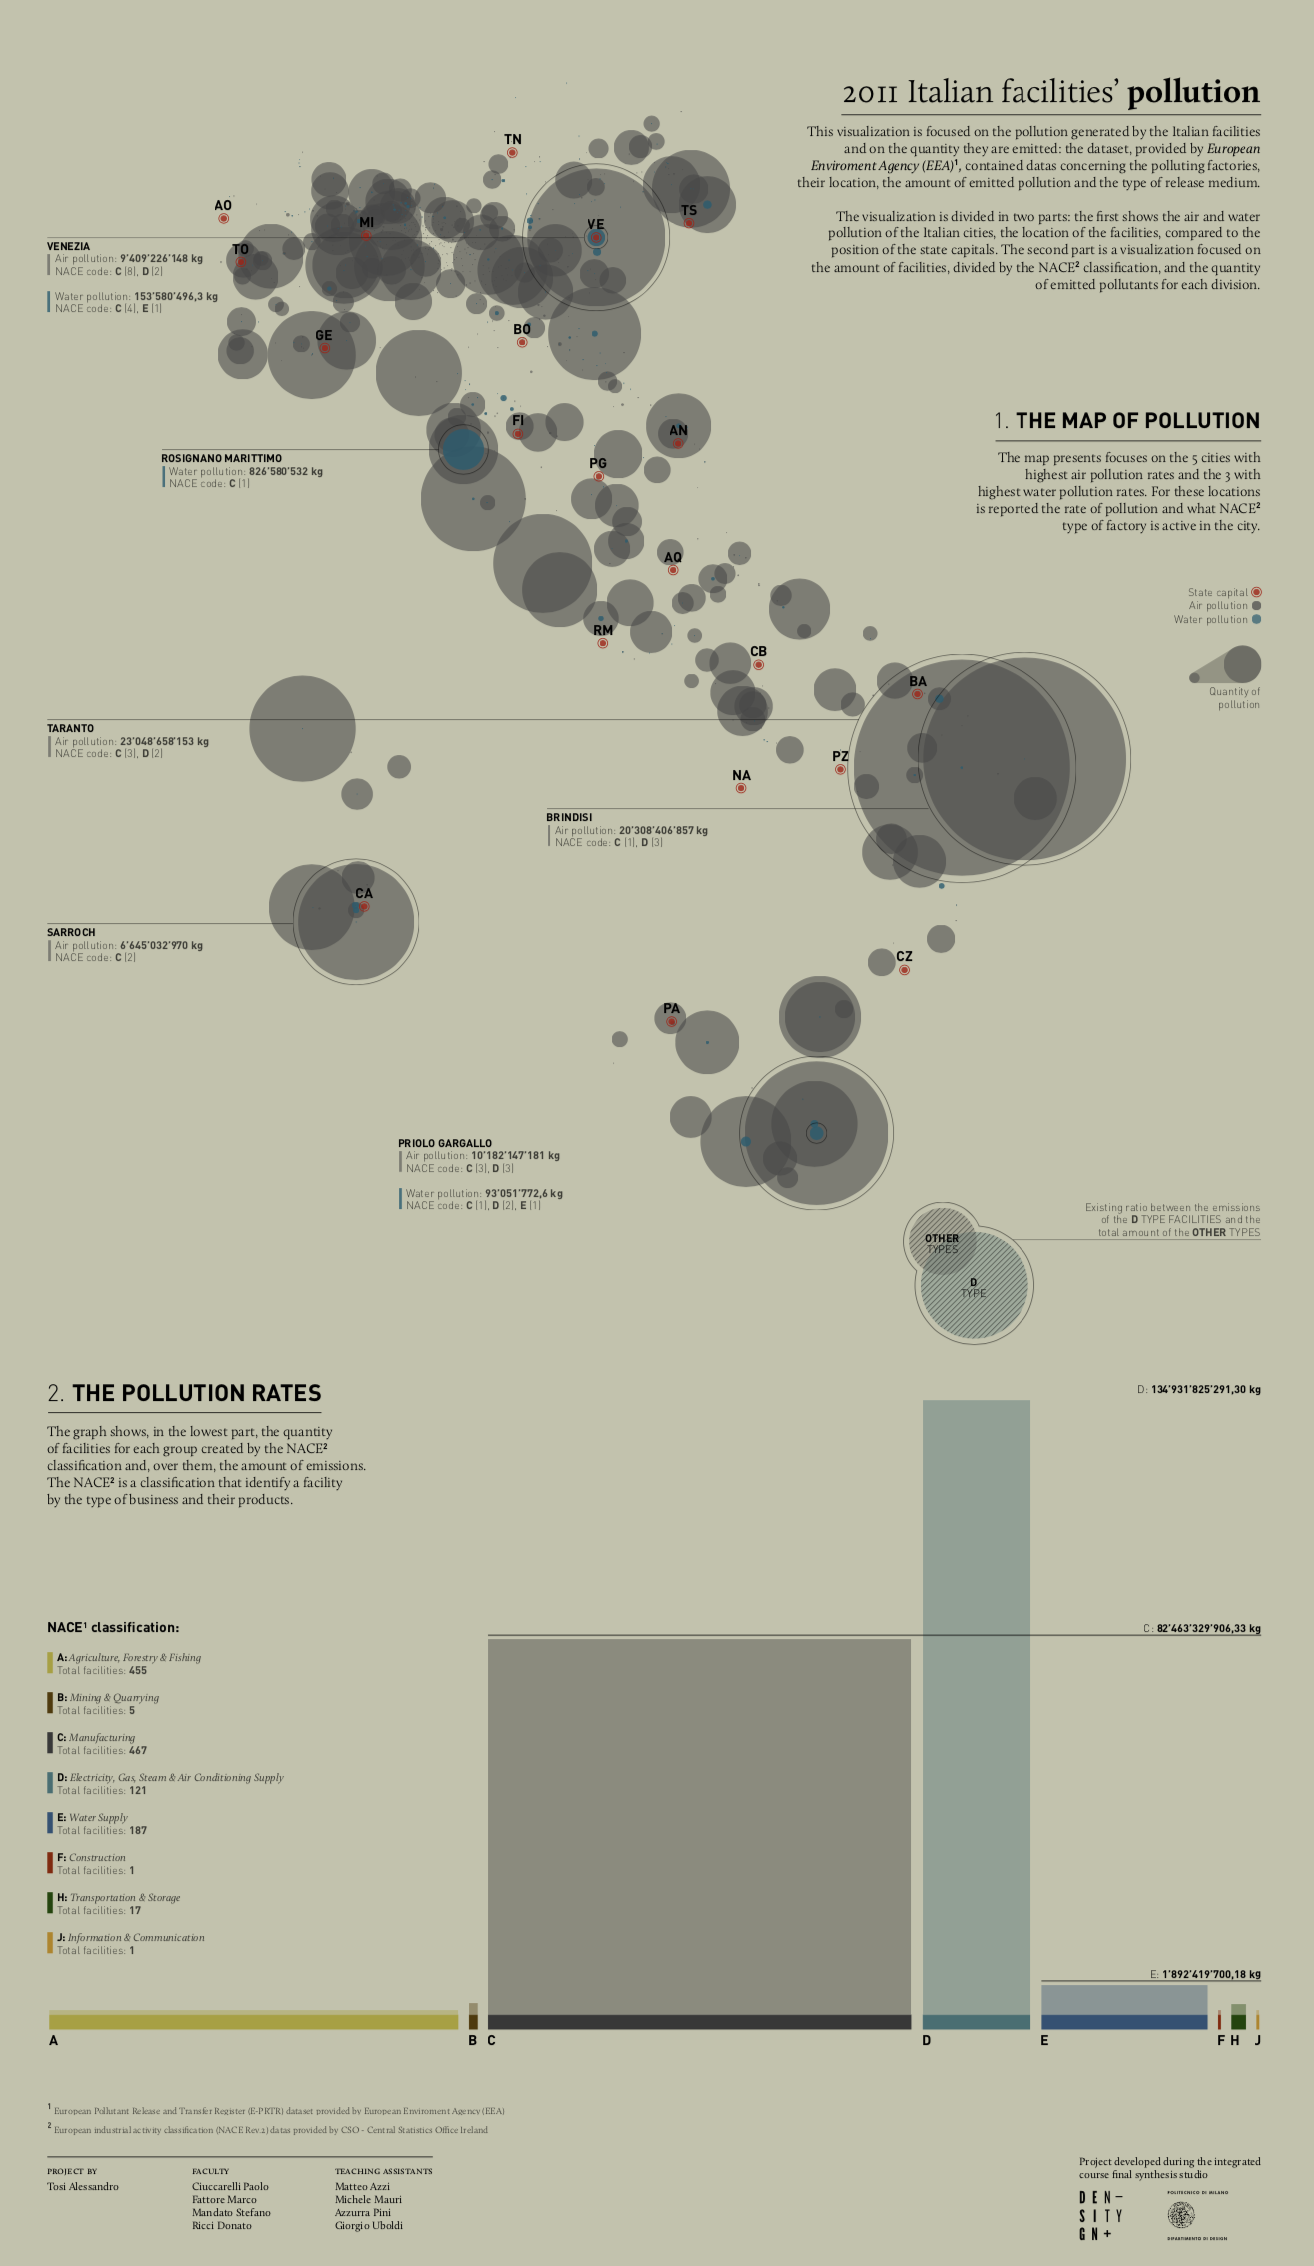 2011 Italian facilities’ pollution
This visualization is focused on the pollution generated by the Italian facilities
and on the quantity they are emitted: the dataset, provided by European
Enviroment Agency (EEA)¹, contained datas concerning the polluting factories,
their location, the amount of emitted pollution and the type of release medium.
The visualization is divided in two parts: the first shows the air and water
pollution of the Italian cities, the location of the facilities, compared to the
position of the state capitals. The second part is a visualization focused on
the amount of facilities, divided by the NACE² classification, and the quantity
of emitted pollutants for each division.
TN
AO
MI
VE
TS
TO
VENEZIA
Air pollution: 9’409’226’148 kg
NACE code: C [8], D [2]
Water pollution: 153’580’496,3 kg
NACE code: C [4], E [1]
GE
BO
1. THE MAP OF POLLUTION
The map presents focuses on the 5 cities with
highest air pollution rates and the 3 with
highest water pollution rates. For these locations
is reported the rate of pollution and what NACE²
type of factory is active in the city.
FI
AN
PG
ROSIGNANO MARITTIMO
Water pollution: 826’580’532 kg
NACE code: C [1]
AQ
State capital
Air pollution
Water pollution
Quantity of
pollution
RM
CB
BA
TARANTO
Air pollution: 23’048’658’153 kg
NACE code: C [3], D [2]
PZ
NA
BRINDISI
Air pollution: 20’308’406’857 kg
NACE code: C [1], D [3]
CA
SARROCH
Air pollution: 6’645’032’970 kg
NACE code: C [2]
CZ
PA
PRIOLO GARGALLO
Air pollution: 10’182’147’181 kg
NACE code: C [3], D [3]
Water pollution: 93’051’772,6 kg
NACE code: C [1], D [2], E [1]
Existing ratio between the emissions
of the D TYPE FACILITIES and the
total amount of the OTHER TYPES
OTHER
TYPES
D
TYPE
2. THE POLLUTION RATES
The graph shows, in the lowest part, the quantity
of facilities for each group created by the NACE²
classification and, over them, the amount of emissions.
The NACE² is a classification that identify a facility
by the type of business and their products.
D: 134’931’825’291,30 kg
C: 82’463’329’906,33 kg
NACE¹ classification:
A: Agriculture, Forestry & Fishing
Total facilities: 455
B: Mining & Quarrying
Total facilities: 5
C: Manufacturing
Total facilities: 467
D: Electricity, Gas, Steam & Air Conditioning Supply
Total facilities: 121
E: Water Supply
Total facilities: 187
F: Construction
Total facilities: 1
H: Transportation & Storage
Total facilities: 17
J: Information & Communication
Total facilities: 1
E: 1’892’419’700,18 kg
A B C D E F H J
¹ European Pollutant Release and Transfer Register (E-PRTR) dataset provided by European Enviroment Agency (EEA)
² European industrial activity classification (NACE Rev.2) datas provided by CSO - Central Statistics Office Ireland
PROJECT BY
Tosi Alessandro
FACULTY
Ciuccarelli Paolo
Fattore Marco
Mandato Stefano
Ricci Donato
TEACHING ASSISTANTS
Matteo Azzi
Michele Mauri
Azzurra Pini
Giorgio Uboldi
Project developed during the integrated
course final synthesis studio
DEN–
SITY
GN+
POLITECNICO DI MILANO
DIPARTIMENTO DI DESIGN